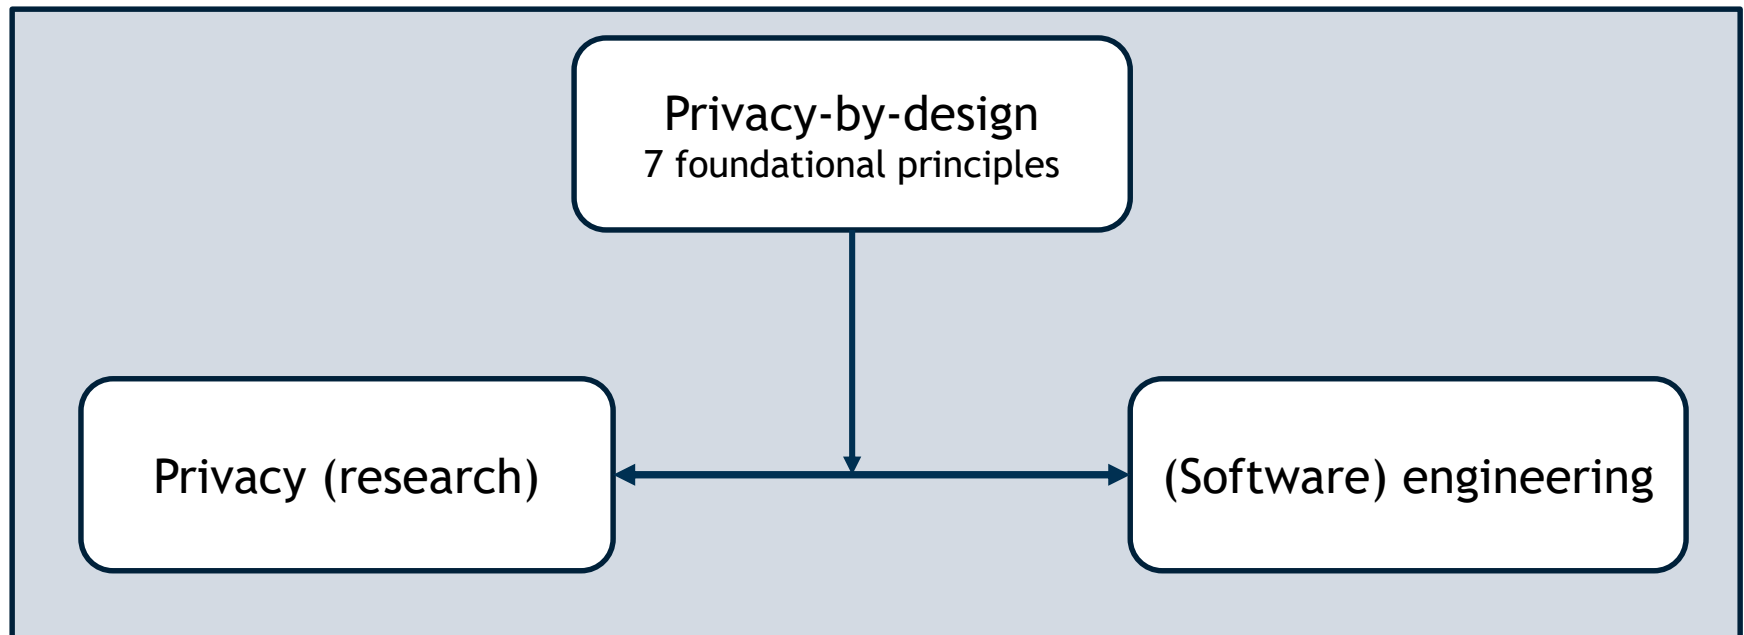 Privacy-by-design
7 foundational principles
Privacy (research)
(Software) engineering